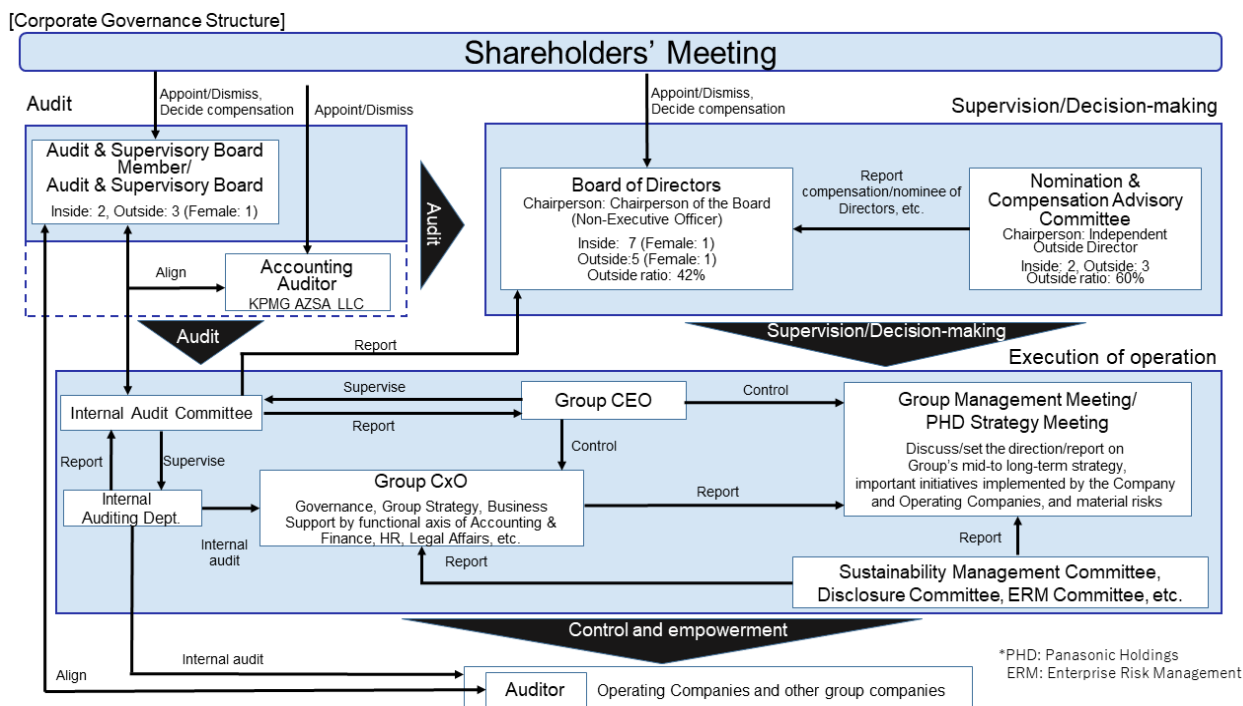 [Corporate Governance Structure]
Shareholders' Meeting
Audit
Appoint/Dismiss,
Decide compensation
Appoint/Dismiss
Appoint/Dismiss,
Decide compensation
Supervision/Decision-making
Audit & Supervisory Board
Member/
Audit & Supervisory Board
Inside: 2, Outside: 3 (Female: 1)
Align
Accounting
Auditor
KPMG AZSA LLC
Audit
Board of Directors
Chairperson: Chairperson of the Board
(Non-Executive Officer)
Inside: 7 (Female: 1)
Outside:5 (Female: 1)
Outside ratio: 42%
Report
compensation/nominee of
Directors, etc.
Nomination &
Compensation Advisory
Committee
Chairperson: Independent
Outside Director
Inside: 2, Outside: 3
Outside ratio: 60%
Audit
Report
Supervision/Decision-making
Execution of operation
Internal Audit Committee
Supervise
Report
Group CEO
Control
Control
Group Management Meeting/
PHD Strategy Meeting
Discuss/set the direction/report on
Group's mid-to long-term strategy,
important initiatives implemented by the Company
and Operating Companies, and material risks
Report
Supervise
Internal
Auditing Dept.
Internal
audit
Group CxO
Governance, Group Strategy, Business
Support by functional axis of Accounting &
Finance, HR, Legal Affairs, etc.
Report
Report
Report
Sustainability Management Committee,
Disclosure Committee, ERM Committee, etc.
Control and empowerment
Internal audit
Align
Auditor
Operating Companies and other group companies
*PHD: Panasonic Holdings
ERM: Enterprise Risk Management